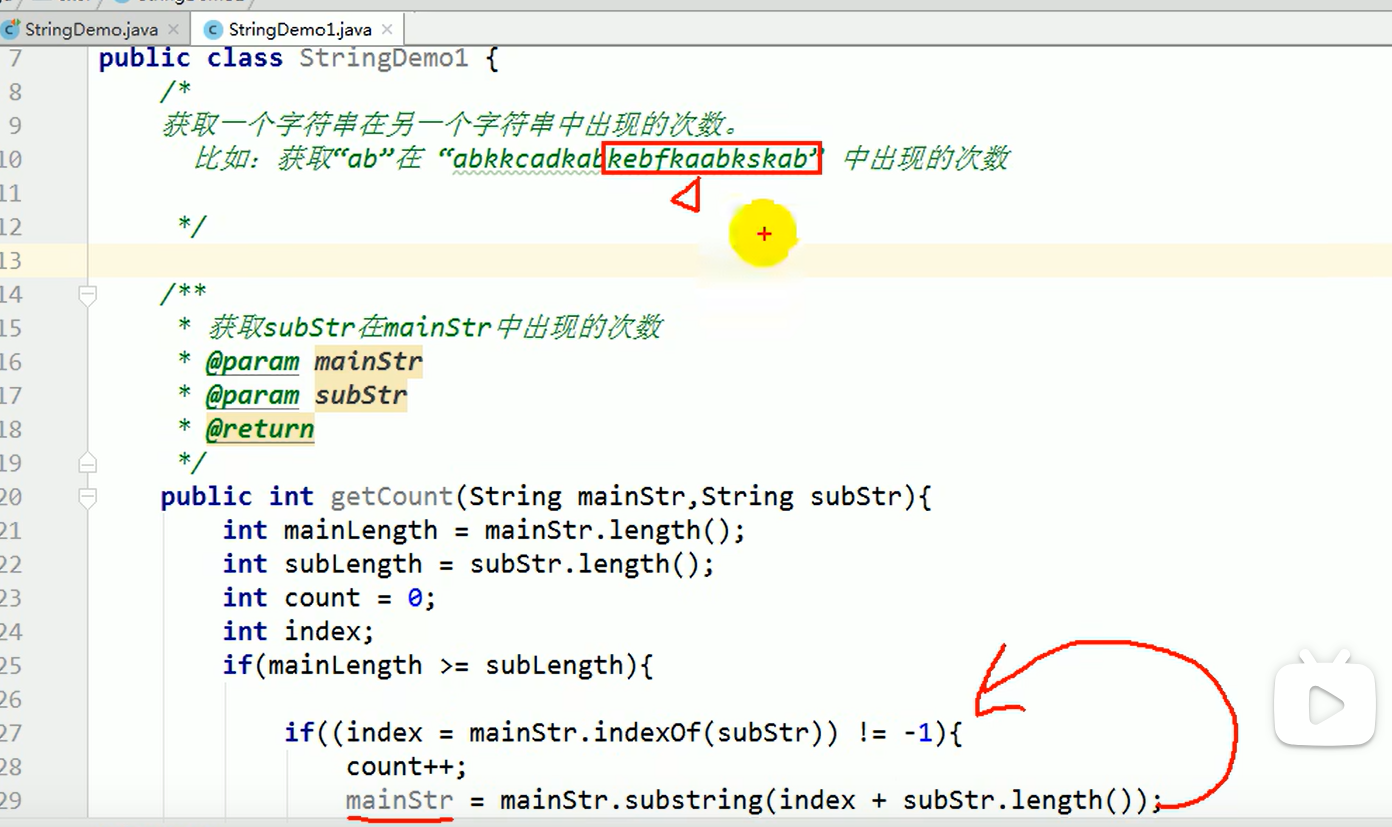 StringDemo.java StringDemo1.java
7 public class StringDemo1 {
8 /*
9 获取一个字符串在另一个字符串中出现的次数。
10 比如：获取“ab”在 “abkkcadkabkebfkaabkskab” 中出现的次数
11
12 */
13
14 /**
15 * 获取subStr在mainStr中出现的次数
16 * @param mainStr
17 * @param subStr
18 * @return
19 */
20 public int getCount(String mainStr,String subStr){
21 int mainLength = mainStr.length();
22 int subLength = subStr.length();
23 int count = 0;
24 int index;
25 if(mainLength >= subLength){
26
27 if((index = mainStr.indexOf(subStr)) != -1){
28 count++;
29 mainStr = mainStr.substring(index + subStr.length());